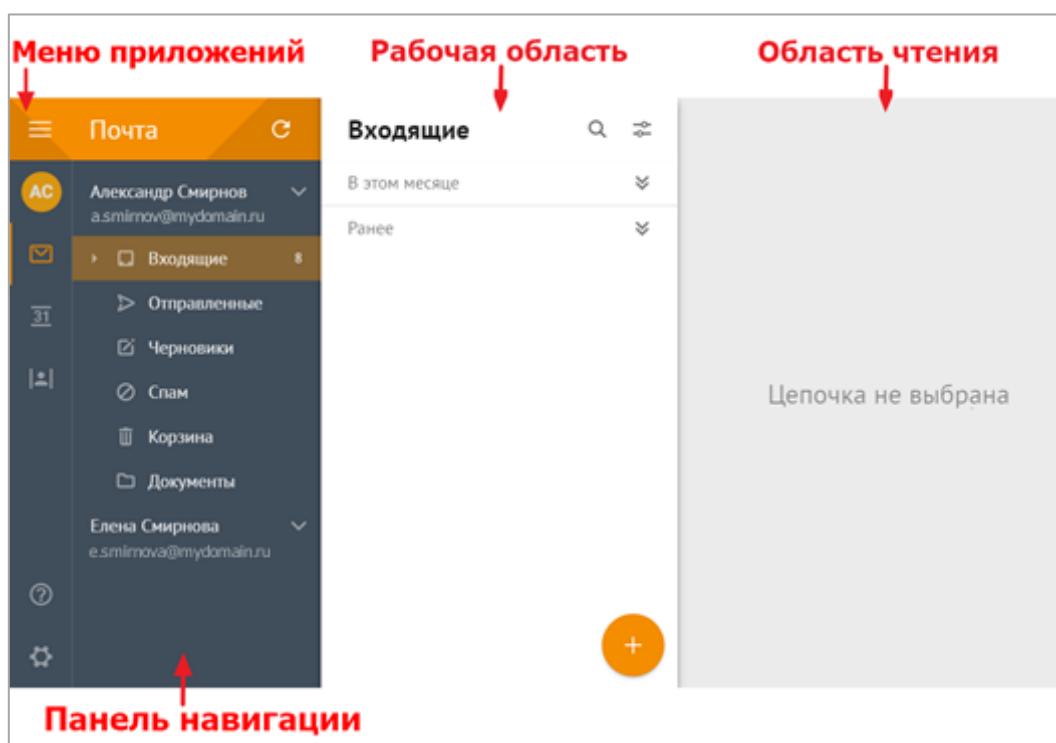 Меню приложений
Рабочая область
Область чтения
Почта
Входящие
АС
Александр Смирнов
a.smirnov@mydomain.ru
В этом месяце
Ранее
Входящие 8
31
Отправленные
Черновики
Спам
Цепочка не выбрана
Корзина
Документы
Елена Смирнова
e.smirnova@mydomain.ru
Панель навигации